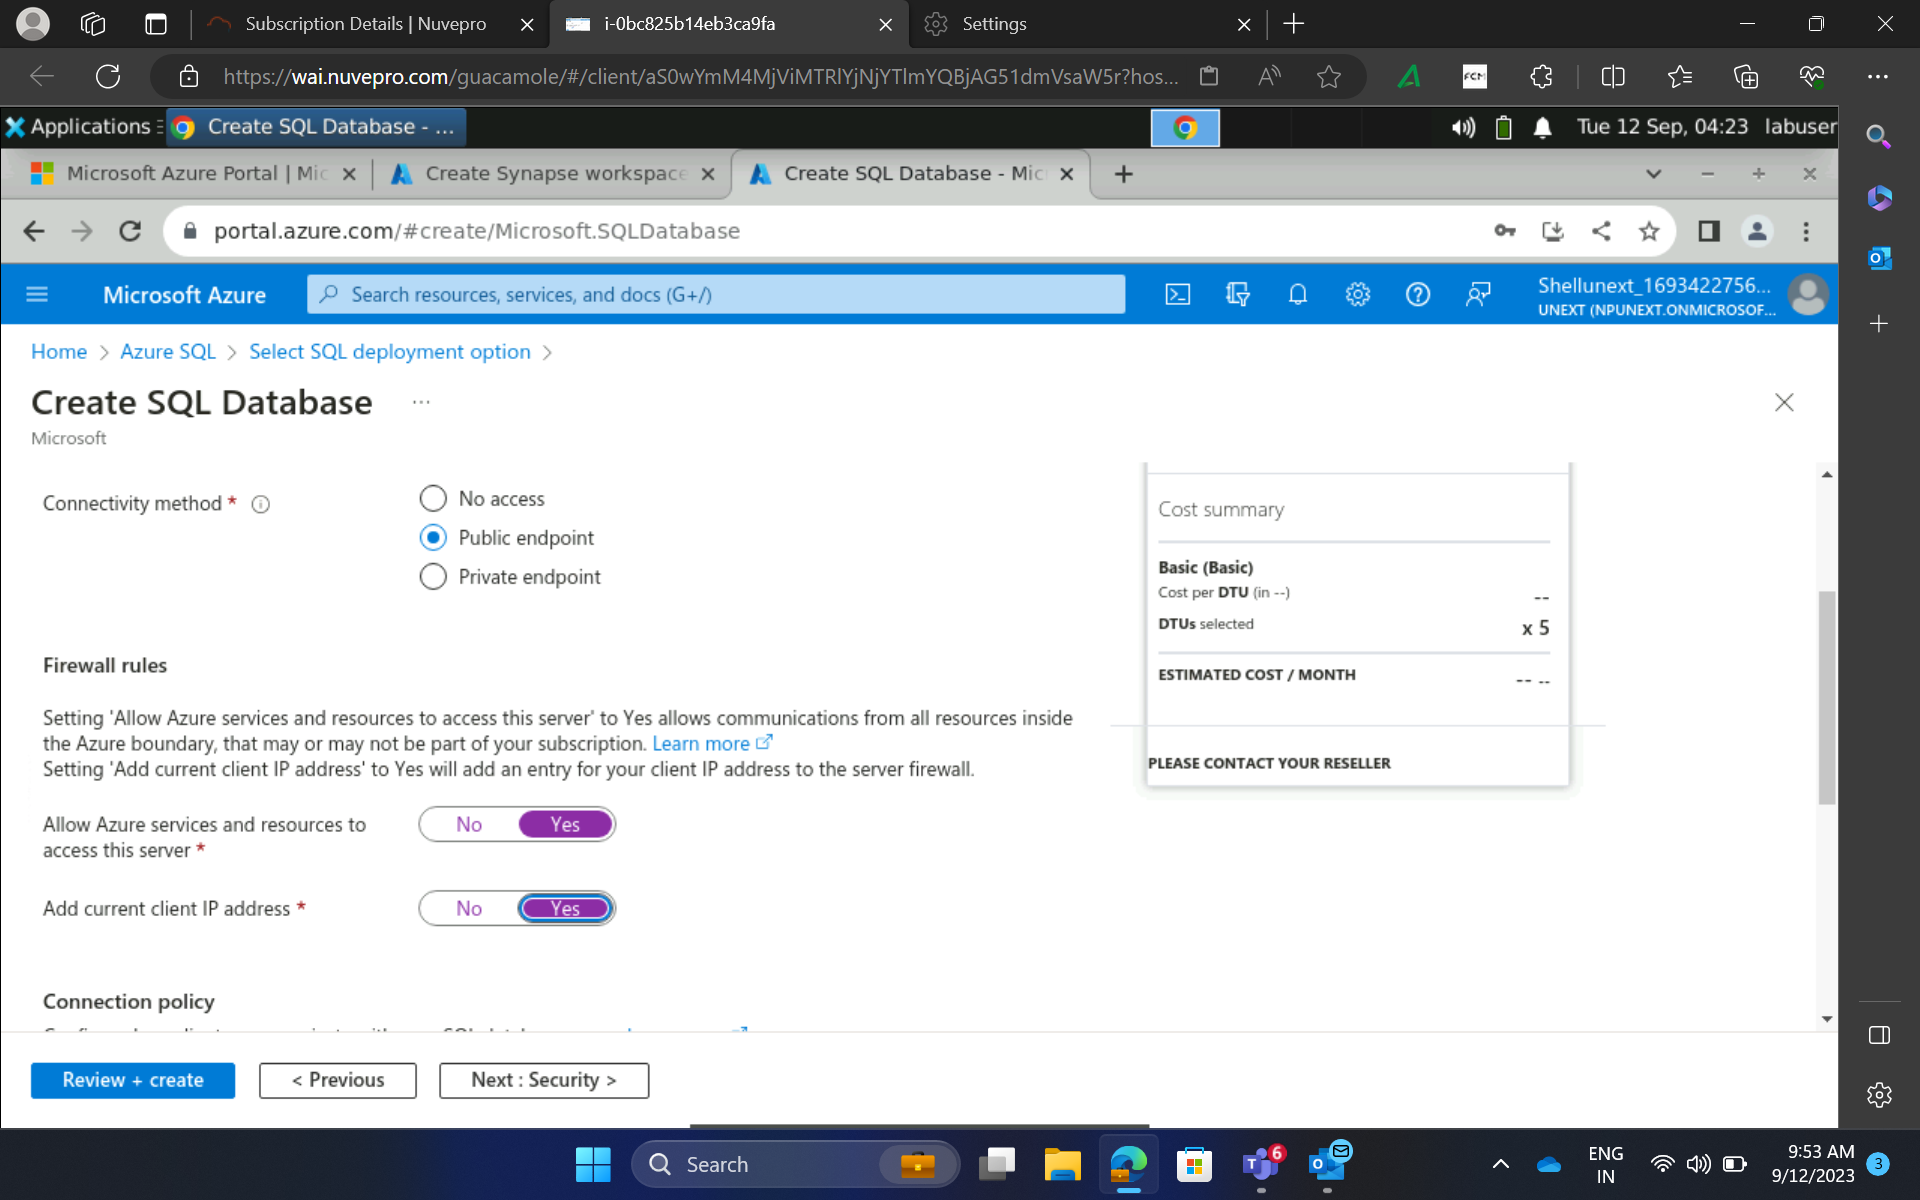 Subscription Details | Nuvepro
i-0bc825b14eb3ca9fa
Settings
https://wai.nuvepro.com/guacamole/#/client/aS0wYmM4MjViMTRlYjNjYTlmYQBjAG51dmVsaW5r?hos...
FCM
Applications
Create SQL Database - ...
Tue 12 Sep, 04:23 labuser
Microsoft Azure Portal | Mic
Create Synapse workspace
Create SQL Database - Mic
portal.azure.com/#create/Microsoft.SQLDatabase
Microsoft Azure
Search resources, services, and docs (G+/)
Shellunext_1693422756...
UNEXT (NPUNEXT.ONMICROSOF...
Home > Azure SQL > Select SQL deployment option >
Create SQL Database ...
Microsoft
Connectivity method *
No access
Public endpoint
Private endpoint
Cost summary
Basic (Basic)
Cost per DTU (in --)
--
DTUs selected
x 5
ESTIMATED COST / MONTH
-- --
PLEASE CONTACT YOUR RESELLER
Firewall rules
Setting 'Allow Azure services and resources to access this server' to Yes allows communications from all resources inside
the Azure boundary, that may or may not be part of your subscription. Learn more
Setting 'Add current client IP address' to Yes will add an entry for your client IP address to the server firewall.
Allow Azure services and resources to
access this server *
No Yes
Add current client IP address *
No Yes
Connection policy
Review + create
< Previous
Next : Security >
Search
6
ENG
IN
9:53 AM
9/12/2023
3